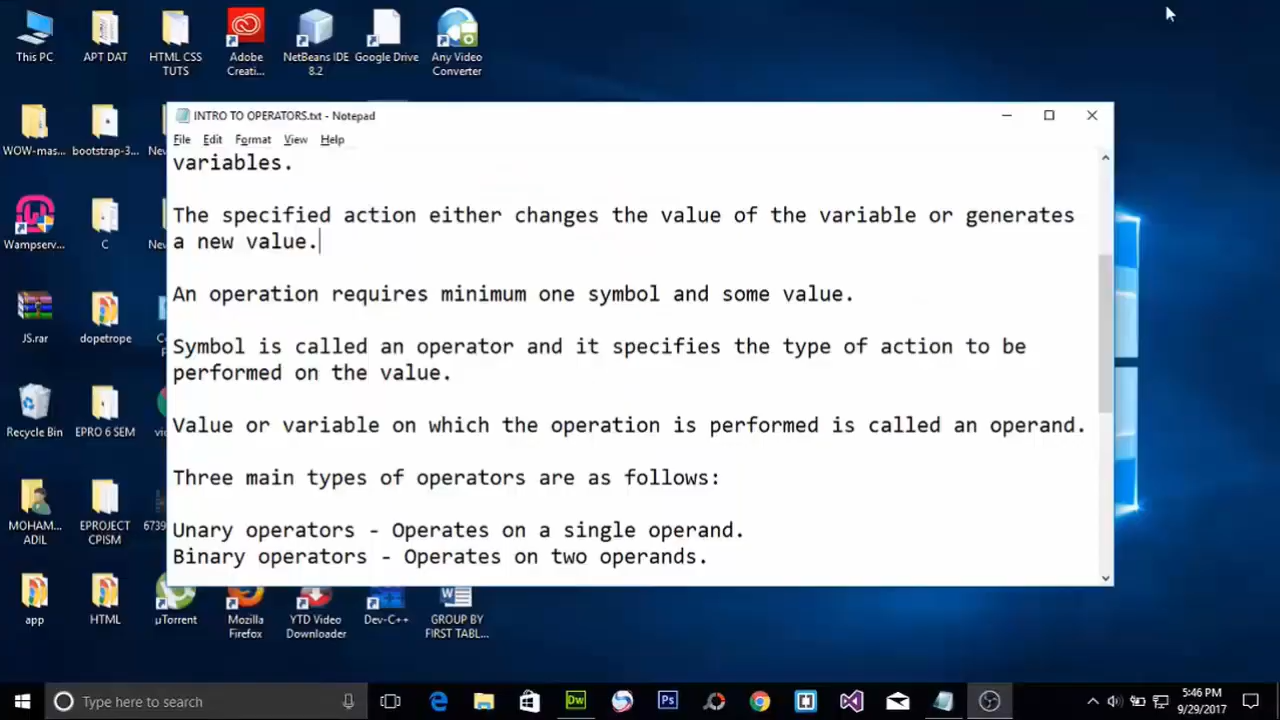 This PC
APT DAT
HTML CSS
TUTS
Adobe
Creati...
NetBeans IDE
8.2
Google Drive
Any Video
Converter
INTRO TO OPERATORS.txt - Notepad
File Edit Format View Help
variables.
The specified action either changes the value of the variable or generates
a new value.
An operation requires minimum one symbol and some value.
Symbol is called an operator and it specifies the type of action to be
performed on the value.
Value or variable on which the operation is performed is called an operand.
Three main types of operators are as follows:
Unary operators - Operates on a single operand.
Binary operators - Operates on two operands.
WOW-mas...
bootstrap-3...
Wampserv...
C
JS.rar
dopetrope
Recycle Bin
EPRO 6 SEM
MOHAM...
ADIL
EPROJECT
CPISM
6739
app
HTML
µTorrent
Mozilla
Firefox
YTD Video
Downloader
Dev-C++
GROUP BY
FIRST TABL...
Type here to search
Dw
Ps
5:46 PM
9/29/2017